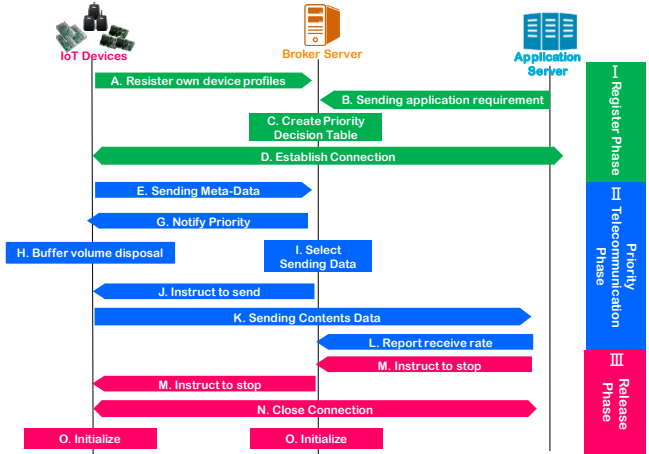 IoT Devices
Broker Server
Application
Server
A. Resister own device profiles
B. Sending application requirement
C. Create Priority
Decision Table
D. Establish Connection
I Register Phase
E. Sending Meta-Data
G. Notify Priority
H. Buffer volume disposal
I. Select
Sending Data
J. Instruct to send
K. Sending Contents Data
L. Report receive rate
II Priority
Telecommunication
Phase
M. Instruct to stop
M. Instruct to stop
N. Close Connection
O. Initialize
O. Initialize
III Release
Phase